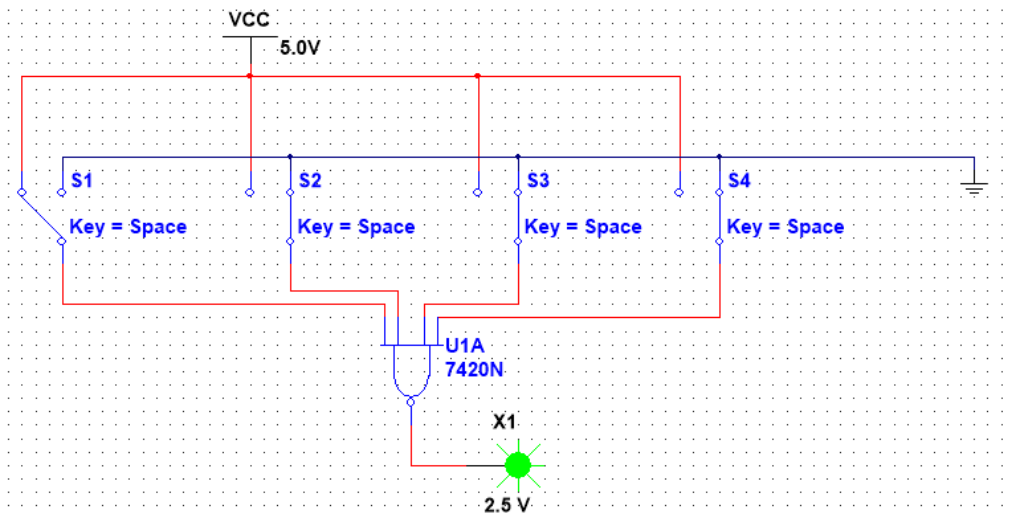 VCC
5.0V
S1
S2
S3
S4
Key = Space
Key = Space
Key = Space
Key = Space
U1A
7420N
X1
2.5 V